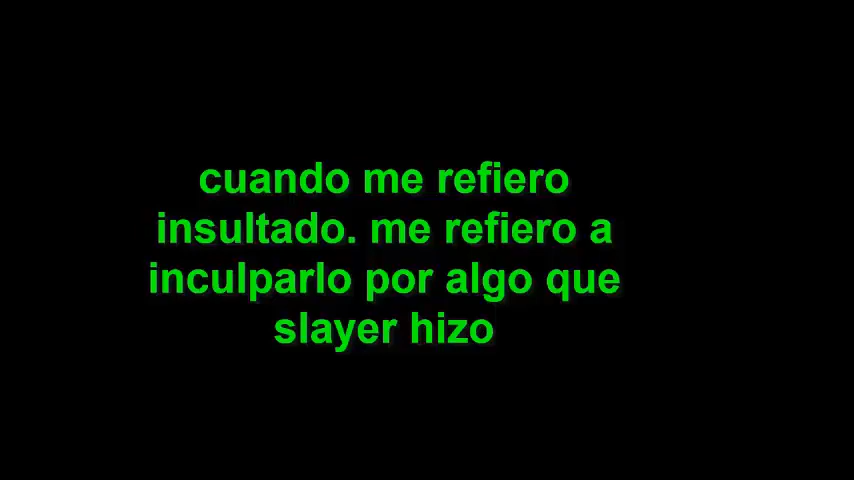 cuando me refiero
insultado. me refiero a
inculparlo por algo que
slayer hizo